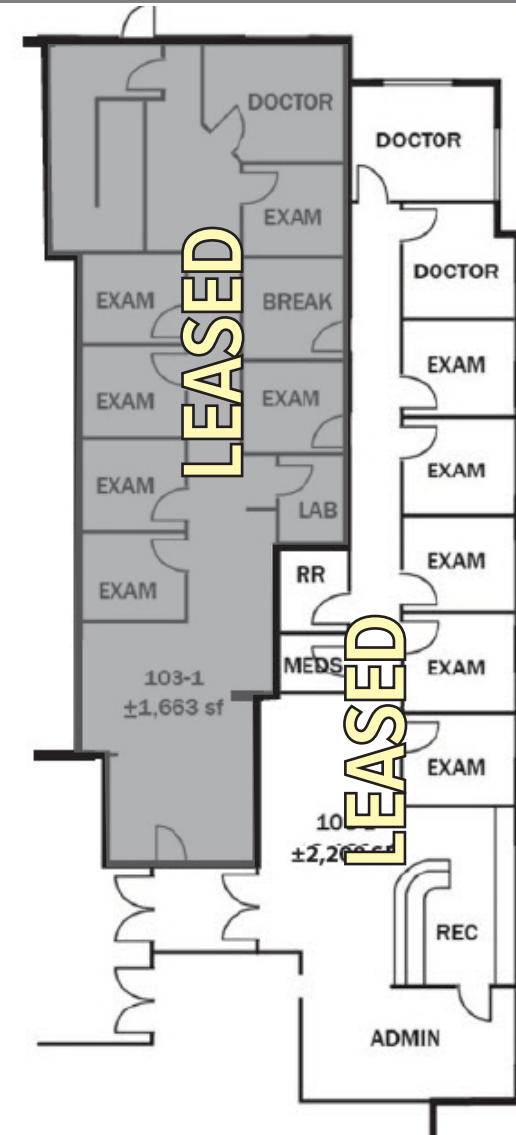 DOCTOR
EXAM
EXAM
BREAK
EXAM
EXAM
EXAM
LAB
EXAM
103-1
±1,663 sf
LEASED
DOCTOR
DOCTOR
EXAM
EXAM
EXAM
RR
MEDS
EXAM
EXAM
LEASED
REC
ADMIN